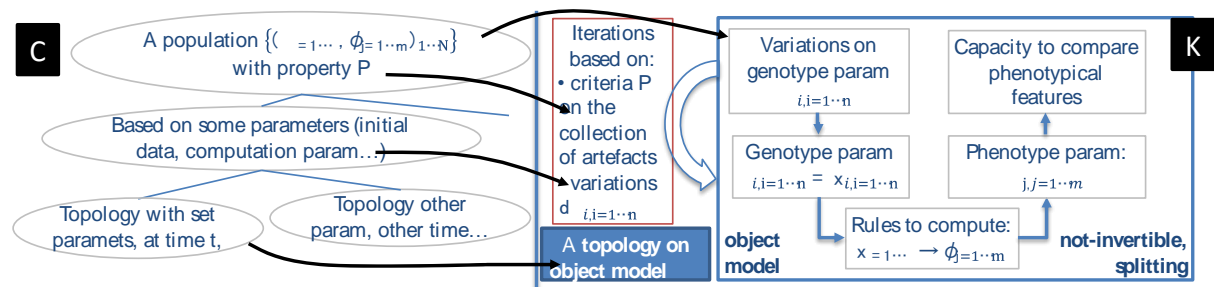 C
A population {( =1⋯ , ϕj=1⋯m)1⋯N}
with property P
Based on some parameters (initial
data, computation param…)
Topology with set
paramets, at time t,
Topology other
param, other time…
Iterations
based on:
• criteria P
on the
collection
of artefacts
variations
d i,i=1⋯n
A topology on
object model
K
Variations on
genotype param
i,i=1⋯n
Genotype param
i,i=1⋯n = xi,i=1⋯n
Rules to compute:
x =1⋯ → ϕj=1⋯m
Phenotype param:
j,j=1⋯m
Capacity to compare
phenotypical
features
object
model
not-invertible,
splitting